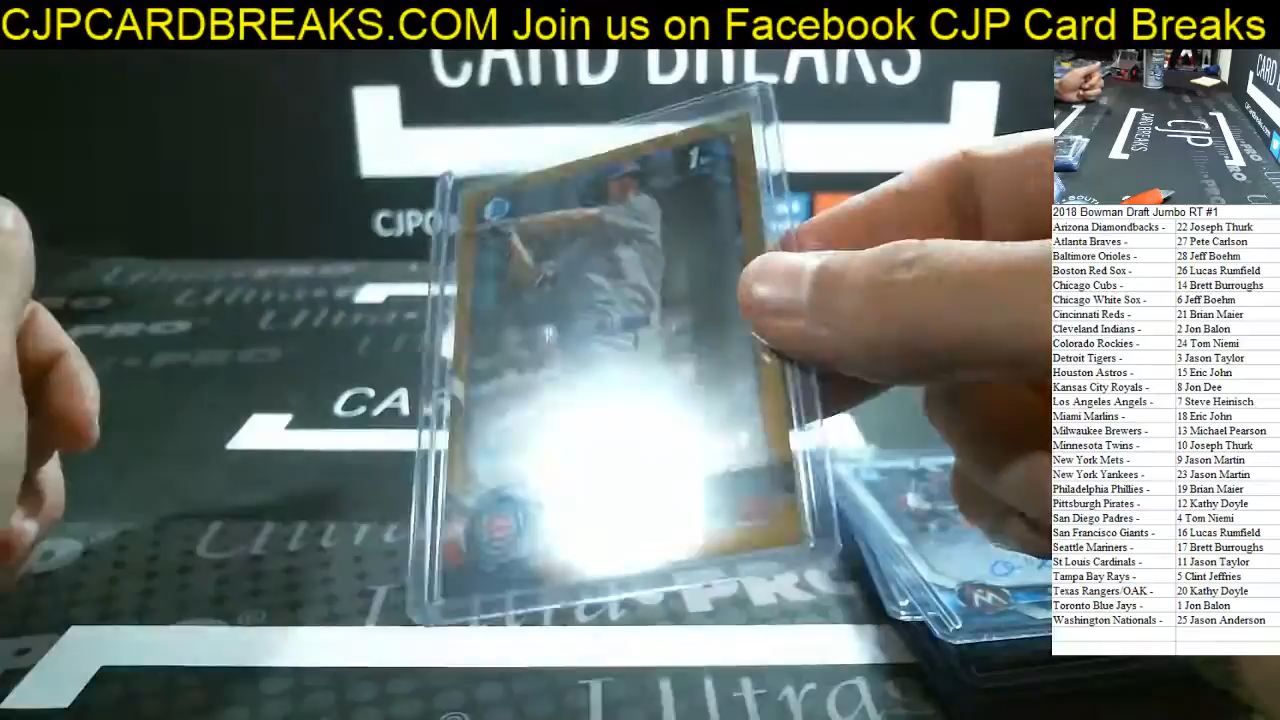 CJPCARDBREAKS.COM Join us on Facebook CJP Card Breaks
CARD BREAKS
CARD BREAKS
CJP
2018 Bowman Draft Jumbo RT #1
Arizona Diamondbacks - 22 Joseph Thurk
Atlanta Braves - 27 Pete Carlson
Baltimore Orioles - 28 Jeff Boehm
Boston Red Sox - 26 Lucas Rumfield
Chicago Cubs - 14 Brett Burroughs
Chicago White Sox - 6 Jeff Boehm
Cincinnati Reds - 21 Brian Maier
Cleveland Indians - 2 Jon Balon
Colorado Rockies - 24 Tom Niemi
Detroit Tigers - 3 Jason Taylor
Houston Astros - 15 Eric John
Kansas City Royals - 8 Jon Dee
Los Angeles Angels - 7 Steve Heinisch
Miami Marlins - 18 Eric John
Milwaukee Brewers - 13 Michael Pearson
Minnesota Twins - 10 Joseph Thurk
New York Mets - 9 Jason Martin
New York Yankees - 23 Jason Martin
Philadelphia Phillies - 19 Brian Maier
Pittsburgh Pirates - 12 Kathy Doyle
San Diego Padres - 4 Tom Niemi
San Francisco Giants - 16 Lucas Rumfield
Seattle Mariners - 17 Brett Burroughs
St Louis Cardinals - 11 Jason Taylor
Tampa Bay Rays - 5 Clint Jeffries
Texas Rangers/OAK - 20 Kathy Doyle
Toronto Blue Jays - 1 Jon Balon
Washington Nationals - 25 Jason Anderson
CJPC
CA
Ultra
PRO
Ultra